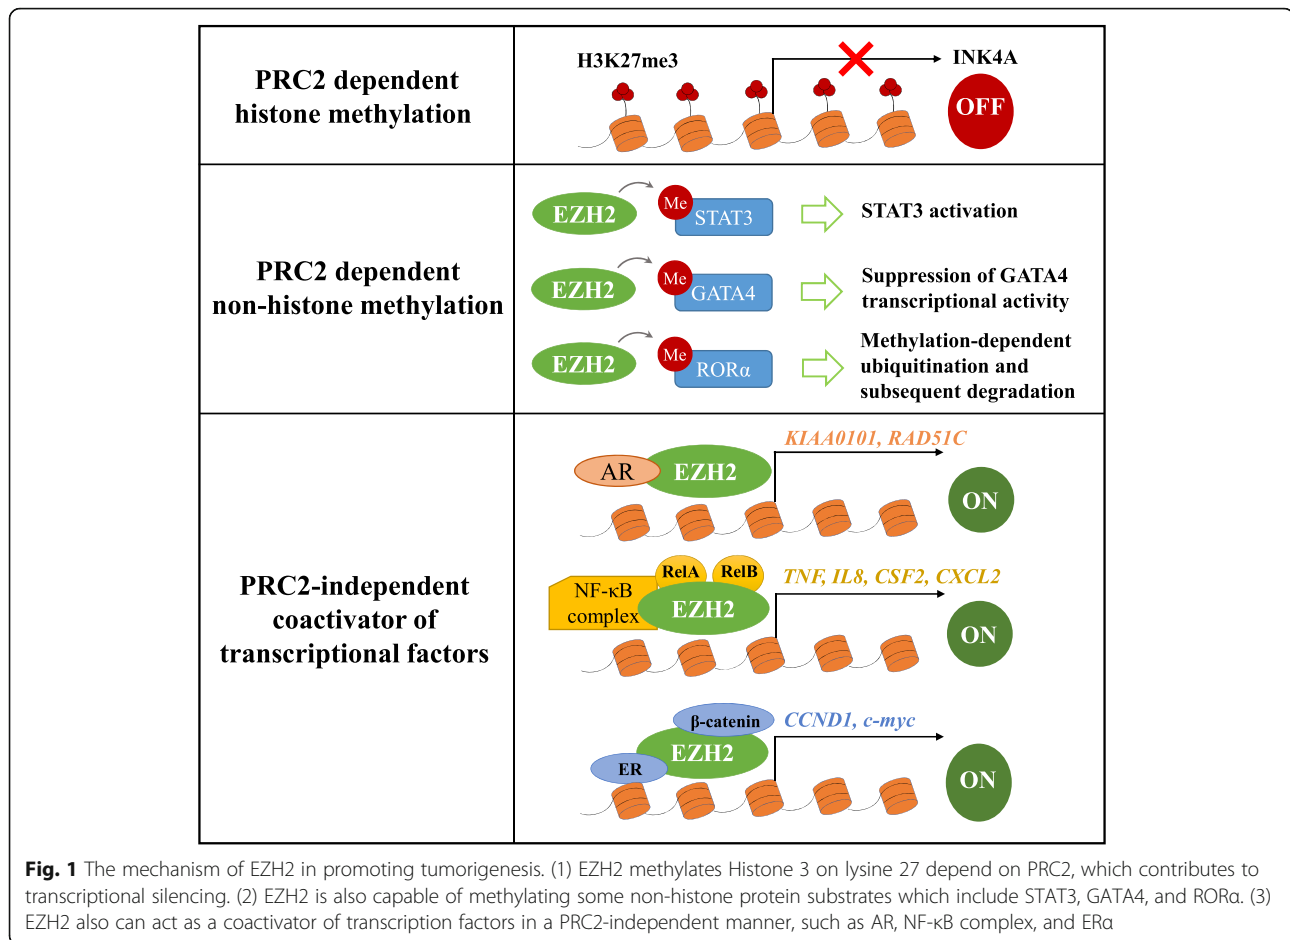 PRC2 dependent
histone methylation
H3K27me3
INK4A
OFF
PRC2 dependent
non-histone methylation
EZH2
Me
STAT3
STAT3 activation
EZH2
Me
GATA4
Suppression of GATA4
transcriptional activity
EZH2
Me
RORα
Methylation-dependent
ubiquitination and
subsequent degradation
PRC2-independent
coactivator of
transcriptional factors
KIAA0101, RAD51C
AR
EZH2
ON
RelA
RelB
TNF, IL8, CSF2, CXCL2
NF-κB
complex
EZH2
ON
β-catenin
CCND1, c-myc
EZH2
ER
ON
Fig. 1 The mechanism of EZH2 in promoting tumorigenesis. (1) EZH2 methylates Histone 3 on lysine 27 depend on PRC2, which contributes to
transcriptional silencing. (2) EZH2 is also capable of methylating some non-histone protein substrates which include STAT3, GATA4, and RORα. (3)
EZH2 also can act as a coactivator of transcription factors in a PRC2-independent manner, such as AR, NF-κB complex, and ERα